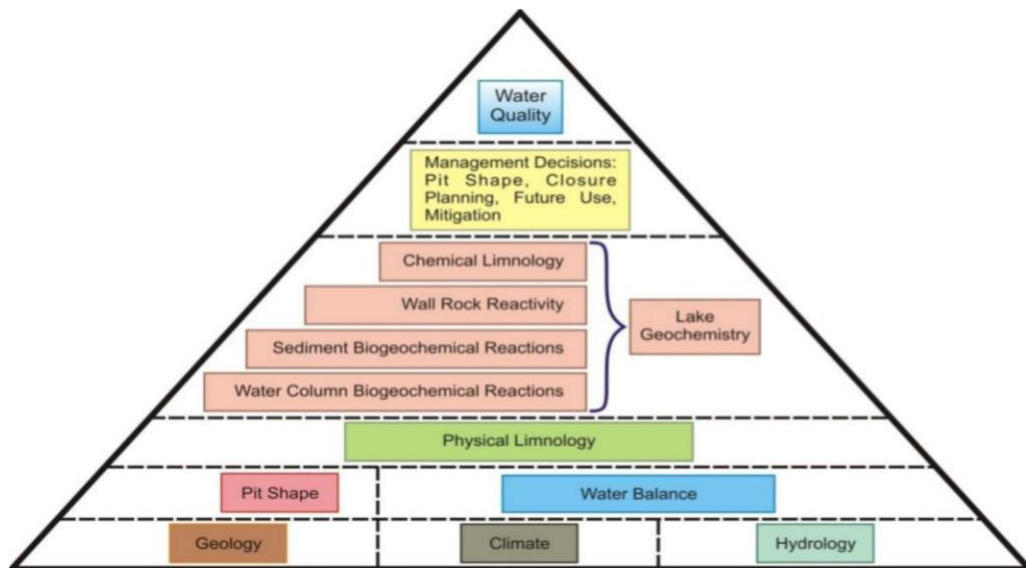 Water
Quality
Management Decisions:
Pit Shape, Closure
Planning, Future Use,
Mitigation
Chemical Limnology
Wall Rock Reactivity
Sediment Biogeochemical Reactions
Water Column Biogeochemical Reactions
Lake
Geochemistry
Physical Limnology
Pit Shape
Water Balance
Geology
Climate
Hydrology